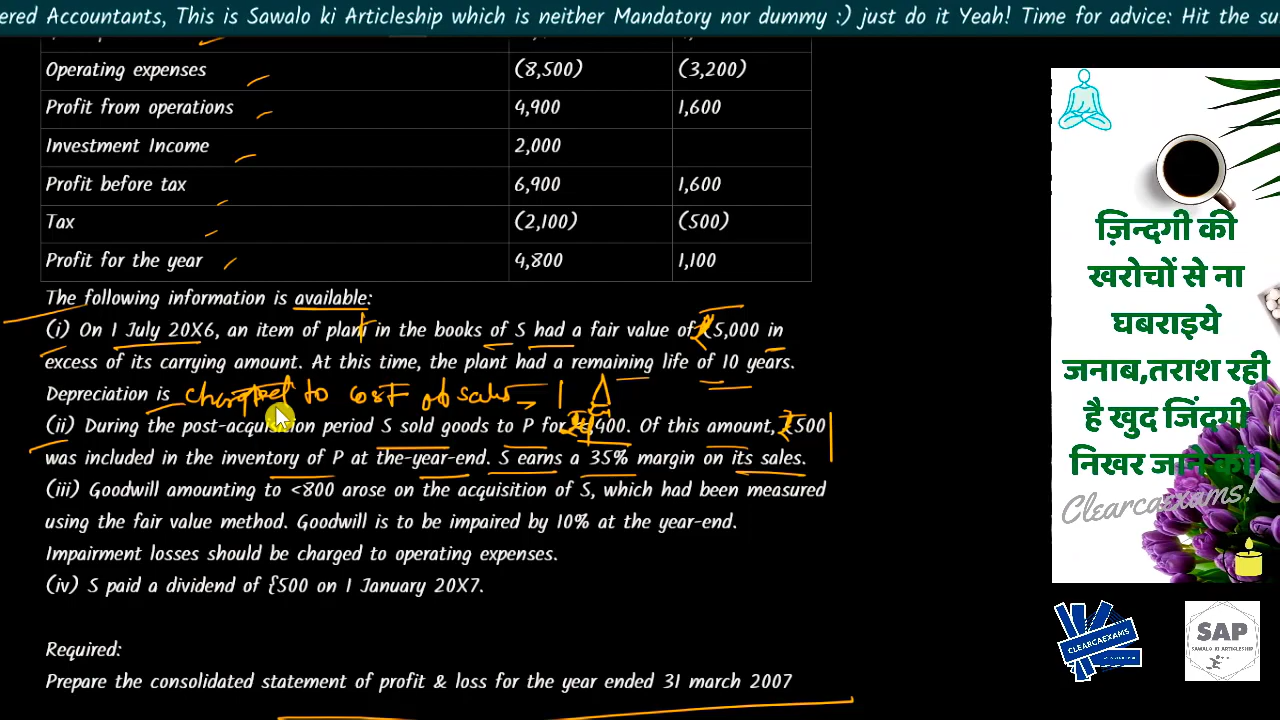 ered Accountants, This is Sawalo ki Articleship which is neither Mandatory nor dummy :) just do it Yeah! Time for advice: Hit the su
Operating expenses (8,500) (3,200)
Profit from operations 4,900 1,600
Investment Income 2,000
Profit before tax 6,900 1,600
Tax (2,100) (500)
Profit for the year 4,800 1,100
The following information is available:
(i) On 1 July 20X6, an item of plant in the books of S had a fair value of ₹5,000 in
excess of its carrying amount. At this time, the plant had a remaining life of 10 years.
Depreciation is charged to cost of sales
(ii) During the post-acquisition period S sold goods to P for 400. Of this amount, ₹500
was included in the inventory of P at the-year-end. S earns a 35% margin on its sales.
(iii) Goodwill amounting to <800 arose on the acquisition of S, which had been measured
using the fair value method. Goodwill is to be impaired by 10% at the year-end.
Impairment losses should be charged to operating expenses.
(iv) S paid a dividend of {500 on 1 January 20X7.
Required:
Prepare the consolidated statement of profit & loss for the year ended 31 march 2007
ज़िन्दगी की
खरोचों से ना
घबराइये
जनाब,तराश रही
है खुद जिंदगी
निखर जाने को!
Clearcaexams!
CLEARCAEXAMS
SAP
SAWALO KI ARTICLESHIP